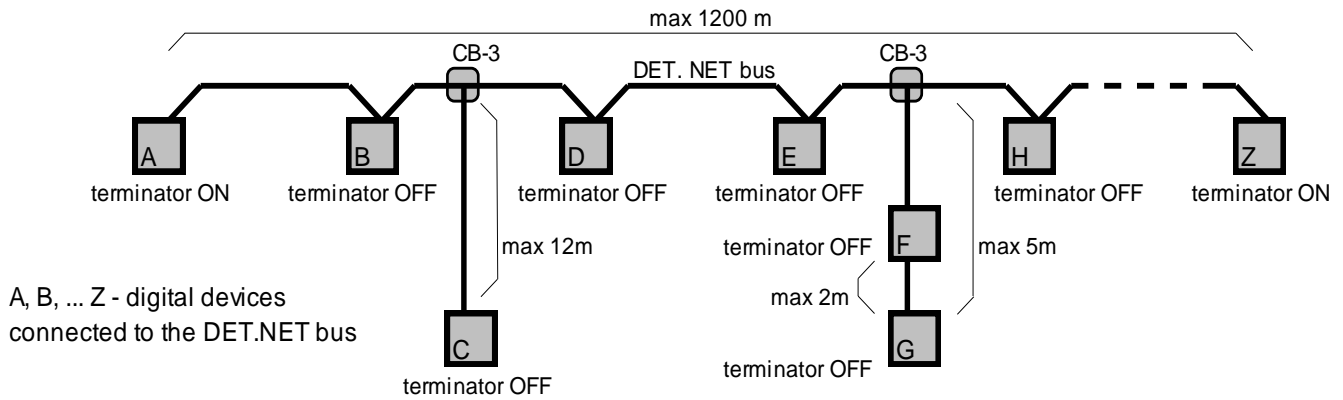 max 1200 m
CB-3
CB-3
DET. NET bus
A
B
D
E
H
Z
terminator ON
terminator OFF
terminator OFF
terminator OFF
terminator OFF
terminator ON
max 12m
terminator OFF
F
max 5m
max 2m
A, B, ... Z - digital devices
connected to the DET.NET bus
C
G
terminator OFF
terminator OFF